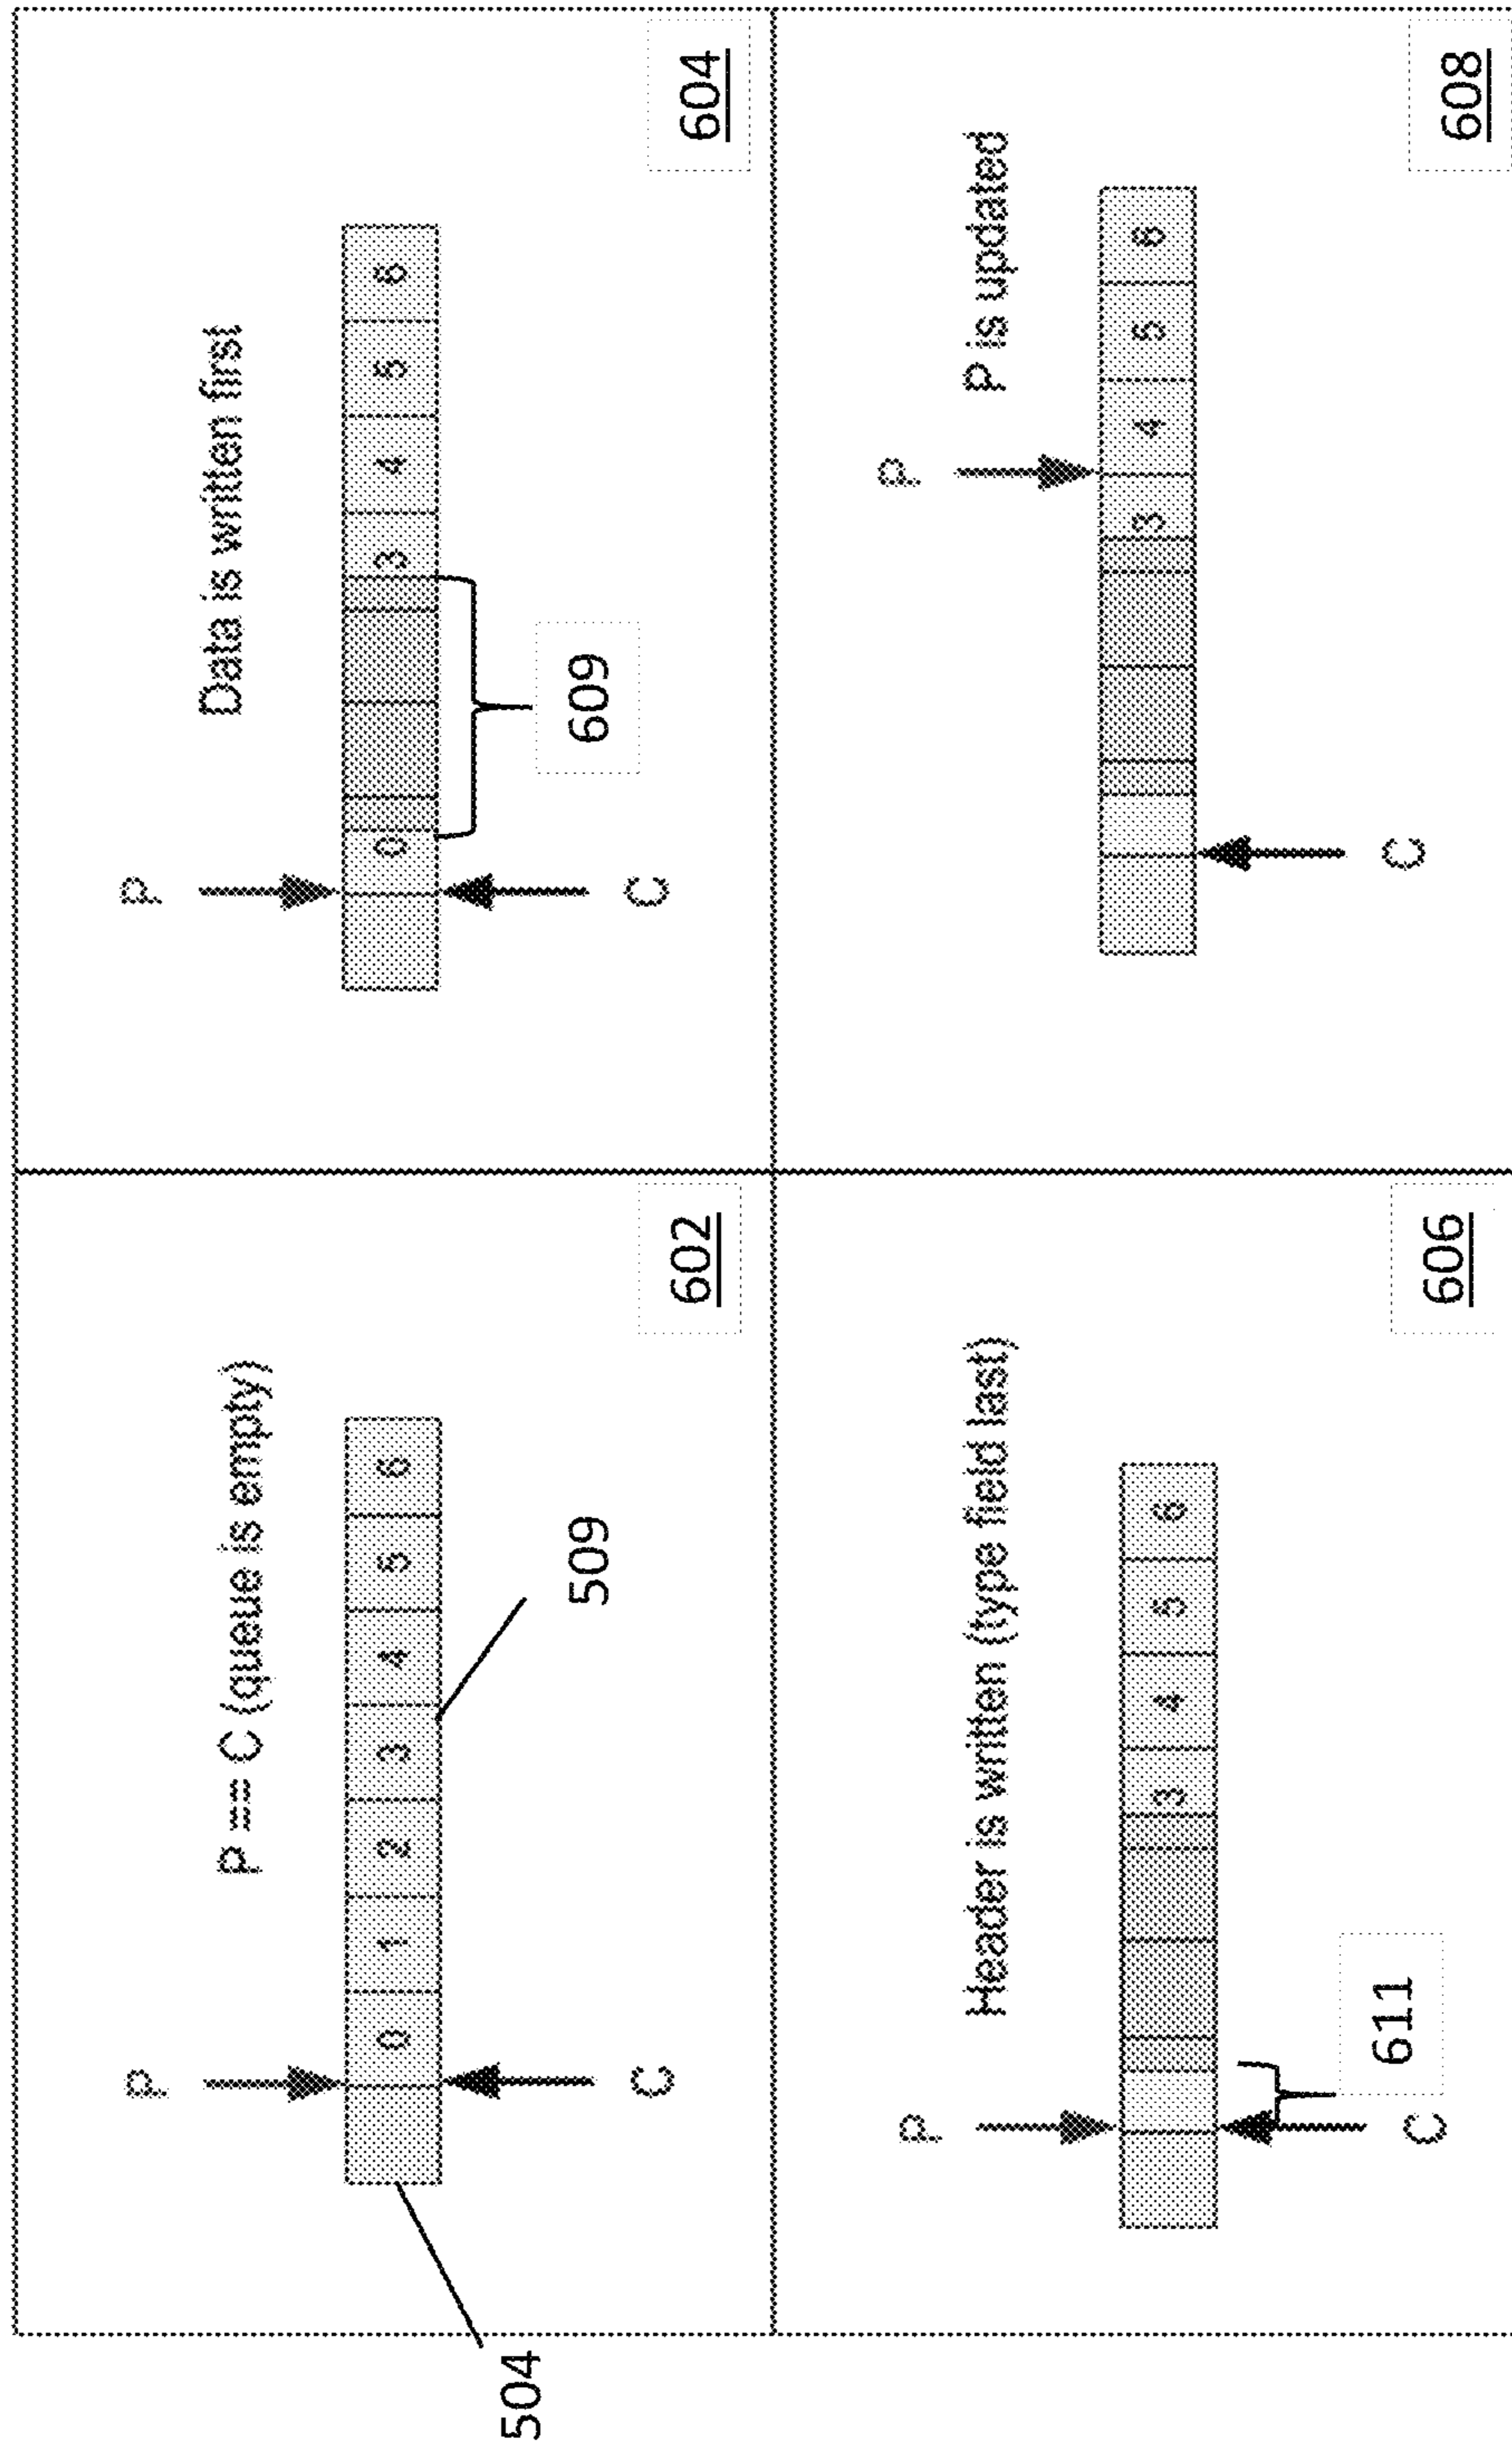 P == C (queue is empty)
P
0 1 2 3 4 5 6
C
504
509
602
Data is written first
P
0 3 4 5 6
C
609
604
Header is written (type field last)
P
3 4 5 6
C
611
606
P is updated
P
3 4 5 6
C
608